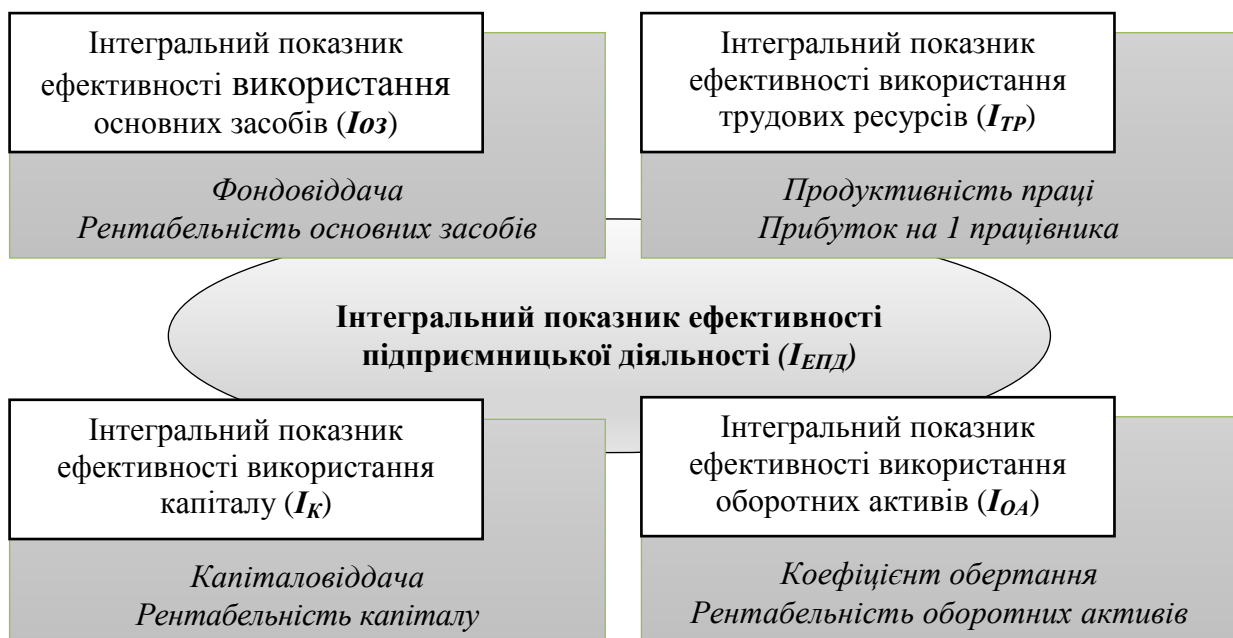 Інтегральний показник
ефективності використання
основних засобів (Іоз)
Фондовіддача
Рентабельність основних засобів
Інтегральний показник
ефективності використання
трудових ресурсів (ІТР)
Продуктивність праці
Прибуток на 1 працівника
Інтегральний показник ефективності
підприємницької діяльності (ІЕПД)
Інтегральний показник
ефективності використання
капіталу (ІК)
Капіталовіддача
Рентабельність капіталу
Інтегральний показник
ефективності використання
оборотних активів (ІОА)
Коефіцієнт обертання
Рентабельність оборотних активів